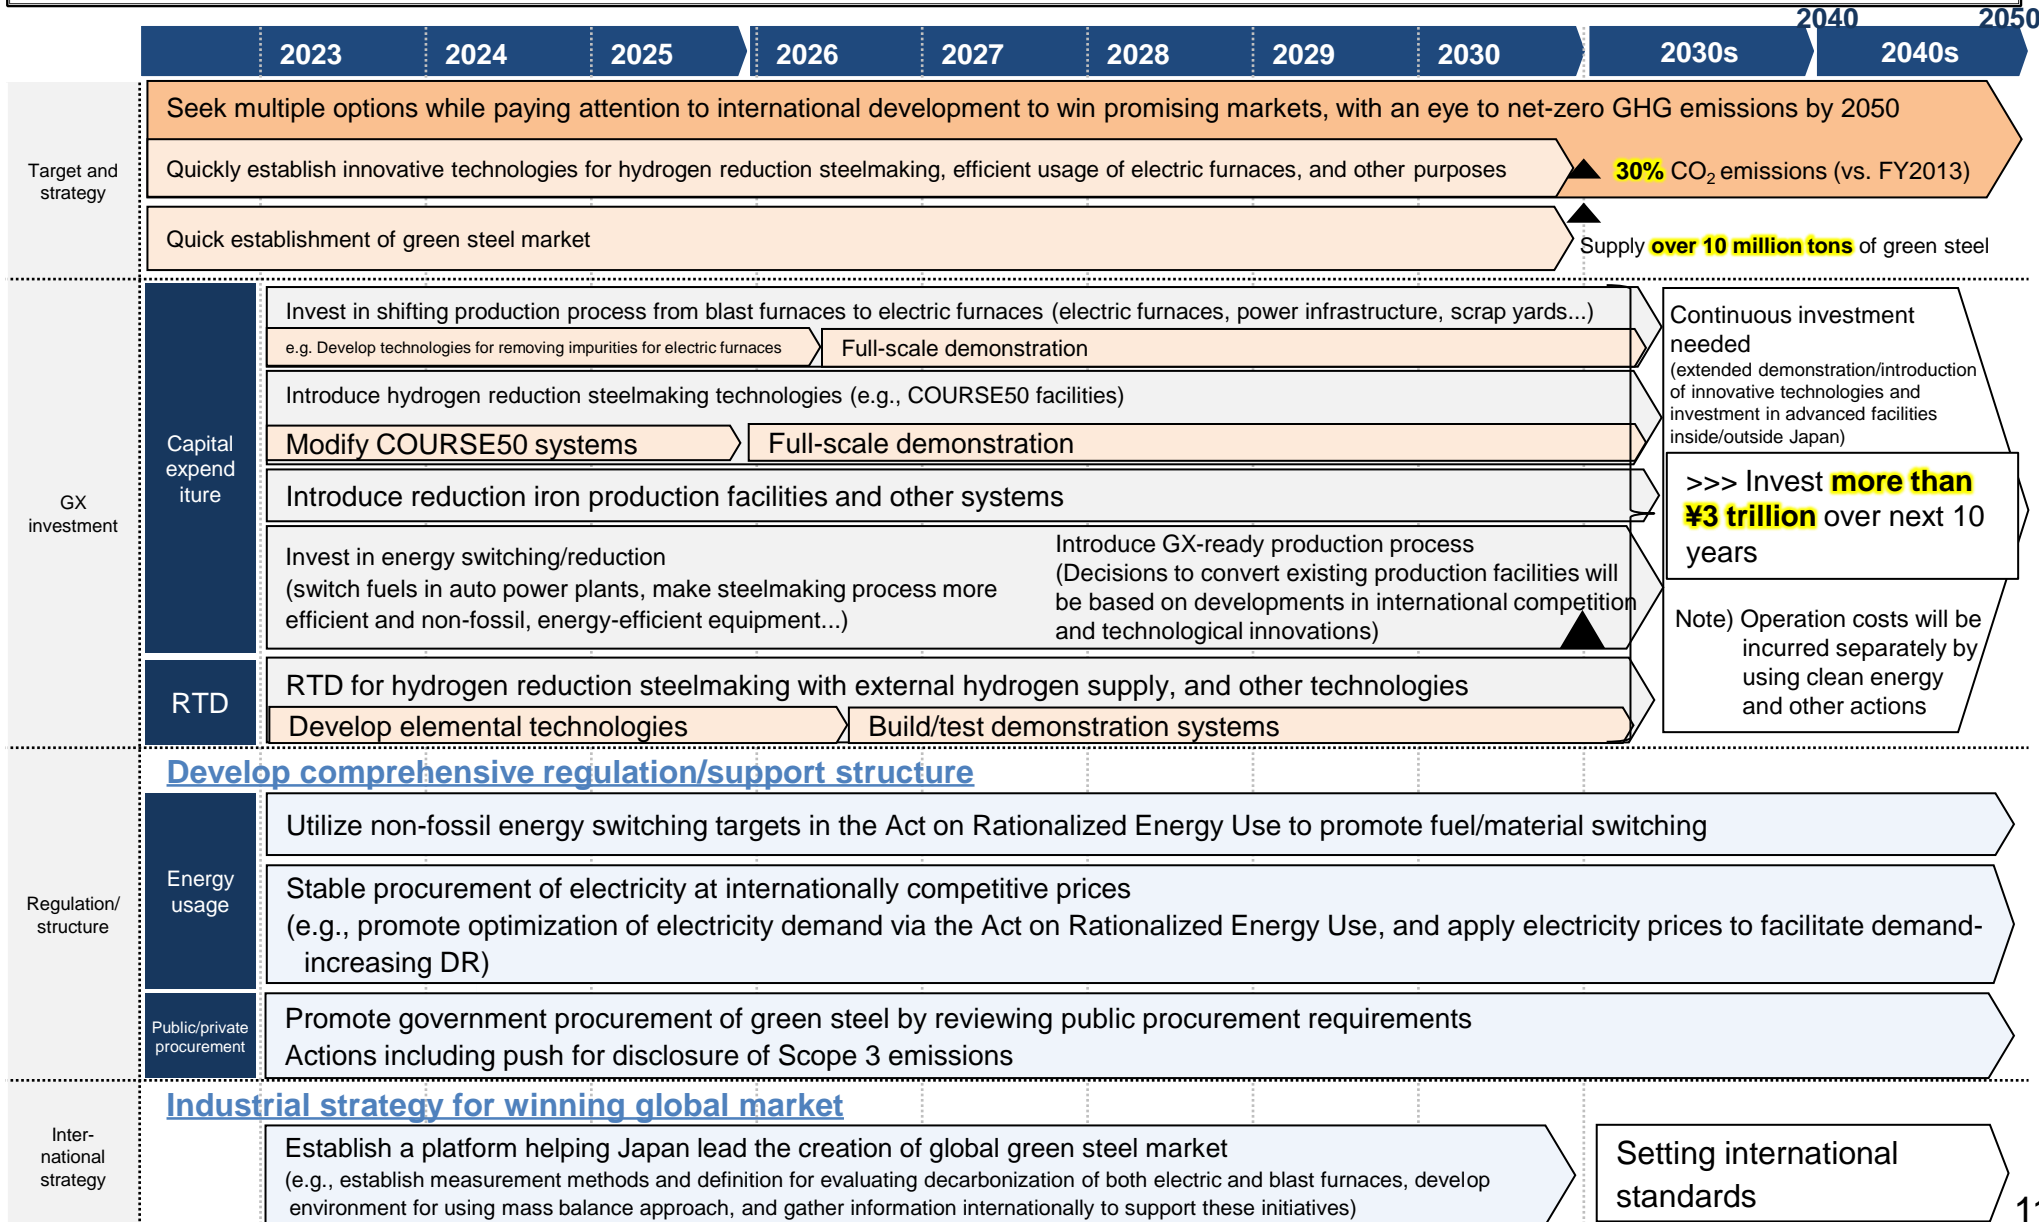 2040 2050
2023 2024 2025 2026 2027 2028 2029 2030 2030s 2040s
Target and
strategy
Seek multiple options while paying attention to international development to win promising markets, with an eye to net-zero GHG emissions by 2050
Quickly establish innovative technologies for hydrogen reduction steelmaking, efficient usage of electric furnaces, and other purposes
30% CO₂ emissions (vs. FY2013)
Quick establishment of green steel market
Supply over 10 million tons of green steel
GX
investment
Capital
expend
iture
Invest in shifting production process from blast furnaces to electric furnaces (electric furnaces, power infrastructure, scrap yards...)
e.g. Develop technologies for removing impurities for electric furnaces
Full-scale demonstration
Introduce hydrogen reduction steelmaking technologies (e.g., COURSE50 facilities)
Modify COURSE50 systems
Full-scale demonstration
Introduce reduction iron production facilities and other systems
Invest in energy switching/reduction
(switch fuels in auto power plants, make steelmaking process more
efficient and non-fossil, energy-efficient equipment...)
Introduce GX-ready production process
(Decisions to convert existing production facilities will
be based on developments in international competition
and technological innovations)
Continuous investment
needed
(extended demonstration/introduction
of innovative technologies and
investment in advanced facilities
inside/outside Japan)
>>> Invest more than
¥3 trillion over next 10
years
Note) Operation costs will be
incurred separately by
using clean energy
and other actions
RTD
RTD for hydrogen reduction steelmaking with external hydrogen supply, and other technologies
Develop elemental technologies
Build/test demonstration systems
Regulation/
structure
Develop comprehensive regulation/support structure
Energy
usage
Utilize non-fossil energy switching targets in the Act on Rationalized Energy Use to promote fuel/material switching
Stable procurement of electricity at internationally competitive prices
(e.g., promote optimization of electricity demand via the Act on Rationalized Energy Use, and apply electricity prices to facilitate demand-
increasing DR)
Public/private
procurement
Promote government procurement of green steel by reviewing public procurement requirements
Actions including push for disclosure of Scope 3 emissions
Inter-
national
strategy
Industrial strategy for winning global market
Establish a platform helping Japan lead the creation of global green steel market
(e.g., establish measurement methods and definition for evaluating decarbonization of both electric and blast furnaces, develop
environment for using mass balance approach, and gather information internationally to support these initiatives)
Setting international
standards